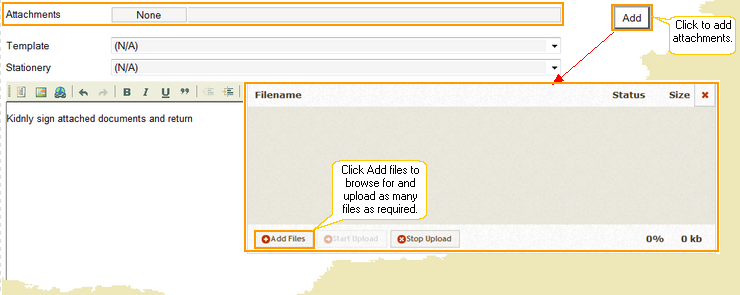 Attachments None Add
Click to add
attachments.
Template (N/A)
Stationery (N/A)
B I U
Filename Status Size
Kidnly sign attached documents and return
Click Add files to
browse for and
upload as many
files as required.
Add Files Start Upload Stop Upload 0% 0 kb